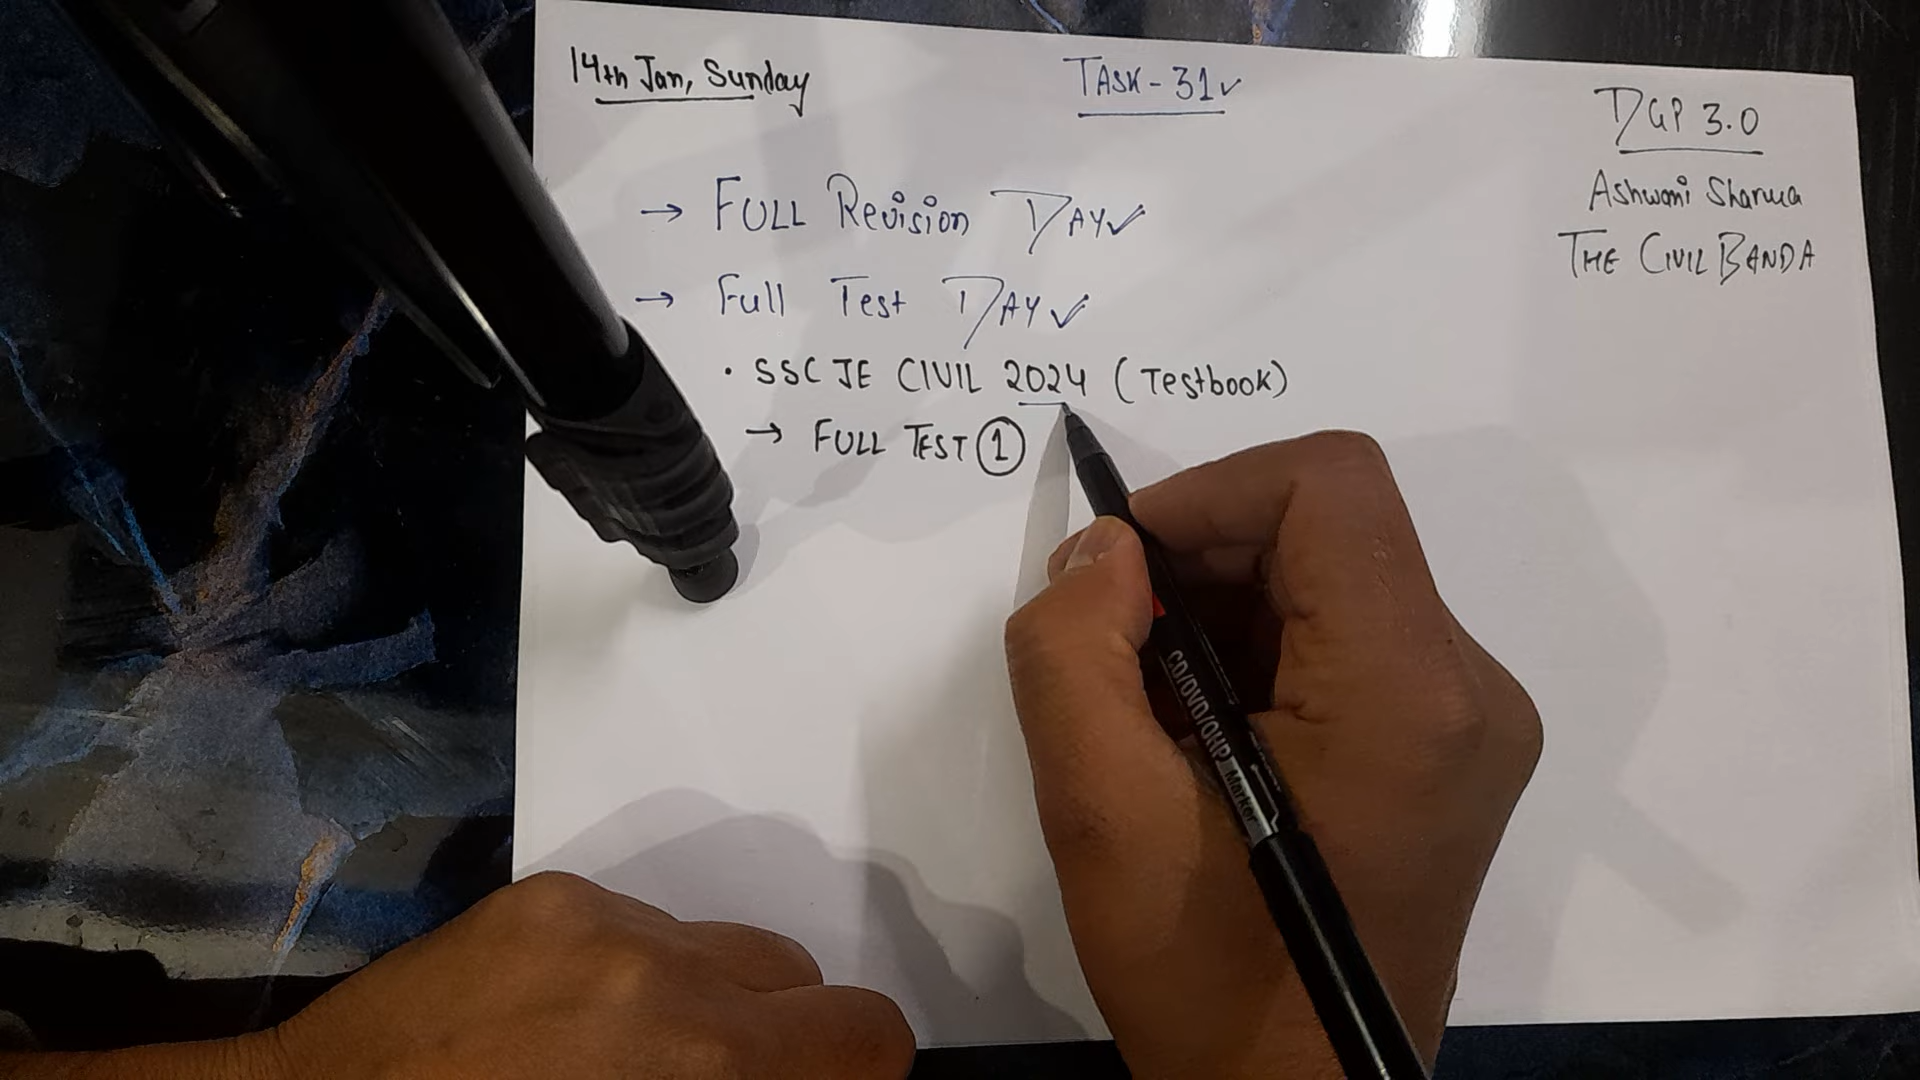 14th Jan, Sunday
TASK - 31✓
DGP 3.0
Ashwani Sharma
THE CIVIL BANDA
→ FULL Revision DAY✓
→ Full Test DAY✓
• SSC JE CIVIL 2024 (Testbook)
→ FULL TEST 1
CD/DVD/OHP Marker